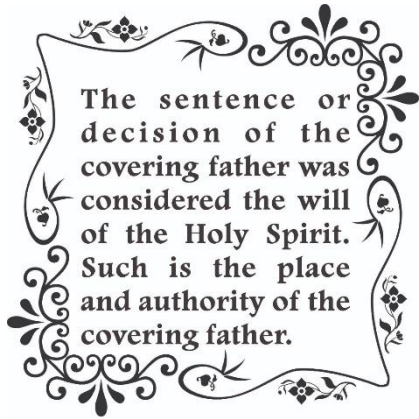 The sentence or
decision of the
covering father was
considered the will
of the Holy Spirit.
Such is the place
and authority of the
covering father.